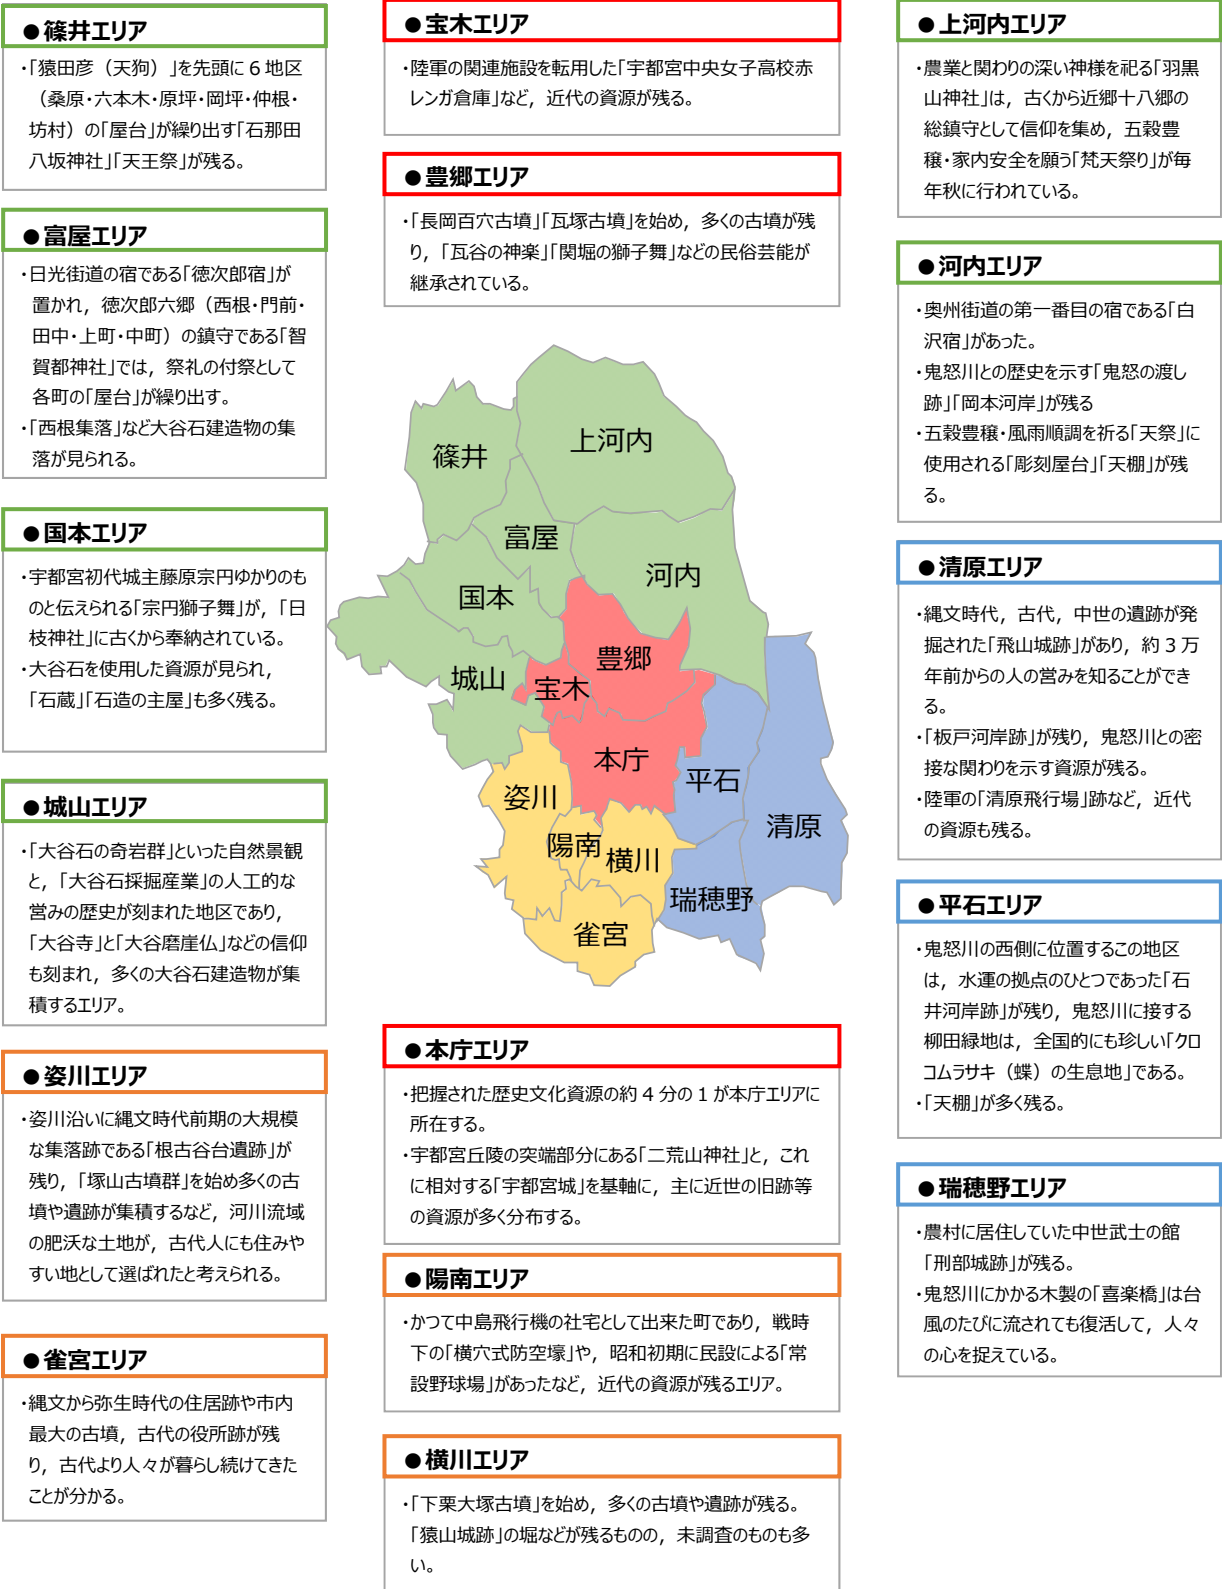 ●篠井エリア
・「猿田彦（天狗）」を先頭に６地区
（桑原・六本木・原坪・岡坪・仲根・
坊村）の「屋台」が繰り出す「石那田
八坂神社」「天王祭」が残る。
●富屋エリア
・日光街道の宿である「徳次郎宿」が
置かれ，徳次郎六郷（西根・門前・
田中・上町・中町）の鎮守である「智
賀都神社」では，祭礼の付祭として
各町の「屋台」が繰り出す。
・「西根集落」など大谷石建造物の集
落が見られる。
●国本エリア
・宇都宮初代城主藤原宗円ゆかりのも
のと伝えられる「宗円獅子舞」が，「日
枝神社」に古くから奉納されている。
・大谷石を使用した資源が見られ，
「石蔵」「石造の主屋」も多く残る。
●城山エリア
・「大谷石の奇岩群」といった自然景観
と，「大谷石採掘産業」の人工的な
営みの歴史が刻まれた地区であり，
「大谷寺」と「大谷磨崖仏」などの信仰
も刻まれ，多くの大谷石建造物が集
積するエリア。
●姿川エリア
・姿川沿いに縄文時代前期の大規模
な集落跡である「根古谷台遺跡」が
残り，「塚山古墳群」を始め多くの古
墳や遺跡が集積するなど，河川流域
の肥沃な土地が，古代人にも住みや
すい地として選ばれたと考えられる。
●雀宮エリア
・縄文から弥生時代の住居跡や市内
最大の古墳，古代の役所跡が残
り，古代より人々が暮らし続けてきた
ことが分かる。
●宝木エリア
・陸軍の関連施設を転用した「宇都宮中央女子高校赤
レンガ倉庫」など，近代の資源が残る。
●豊郷エリア
・「長岡百穴古墳」「瓦塚古墳」を始め，多くの古墳が残
り，「瓦谷の神楽」「関堀の獅子舞」などの民俗芸能が
継承されている。
篠井
上河内
富屋
国本
河内
豊郷
城山
宝木
本庁
平石
姿川
清原
陽南
横川
瑞穂野
雀宮
●本庁エリア
・把握された歴史文化資源の約４分の１が本庁エリアに
所在する。
・宇都宮丘陵の突端部分にある「二荒山神社」と，これ
に相対する「宇都宮城」を基軸に，主に近世の旧跡等
の資源が多く分布する。
●陽南エリア
・かつて中島飛行機の社宅として出来た町であり，戦時
下の「横穴式防空壕」や，昭和初期に民設による「常
設野球場」があったなど，近代の資源が残るエリア。
●横川エリア
・「下栗大塚古墳」を始め，多くの古墳や遺跡が残る。
「猿山城跡」の堀などが残るものの，未調査のものも多
い。
●上河内エリア
・農業と関わりの深い神様を祀る「羽黒
山神社」は，古くから近郷十八郷の
総鎮守として信仰を集め，五穀豊
穣・家内安全を願う「梵天祭り」が毎
年秋に行われている。
●河内エリア
・奥州街道の第一番目の宿である「白
沢宿」があった。
・鬼怒川との歴史を示す「鬼怒の渡し
跡」「岡本河岸」が残る
・五穀豊穣・風雨順調を祈る「天祭」に
使用される「彫刻屋台」「天棚」が残
る。
●清原エリア
・縄文時代，古代，中世の遺跡が発
掘された「飛山城跡」があり，約３万
年前からの人の営みを知ることができ
る。
・「板戸河岸跡」が残り，鬼怒川との密
接な関わりを示す資源が残る。
・陸軍の「清原飛行場」跡など，近代
の資源も残る。
●平石エリア
・鬼怒川の西側に位置するこの地区
は，水運の拠点のひとつであった「石
井河岸跡」が残り，鬼怒川に接する
柳田緑地は，全国的にも珍しい「クロ
コムラサキ（蝶）の生息地」である。
・「天棚」が多く残る。
●瑞穂野エリア
・農村に居住していた中世武士の館
「刑部城跡」が残る。
・鬼怒川にかかる木製の「喜楽橋」は台
風のたびに流されても復活して，人々
の心を捉えている。